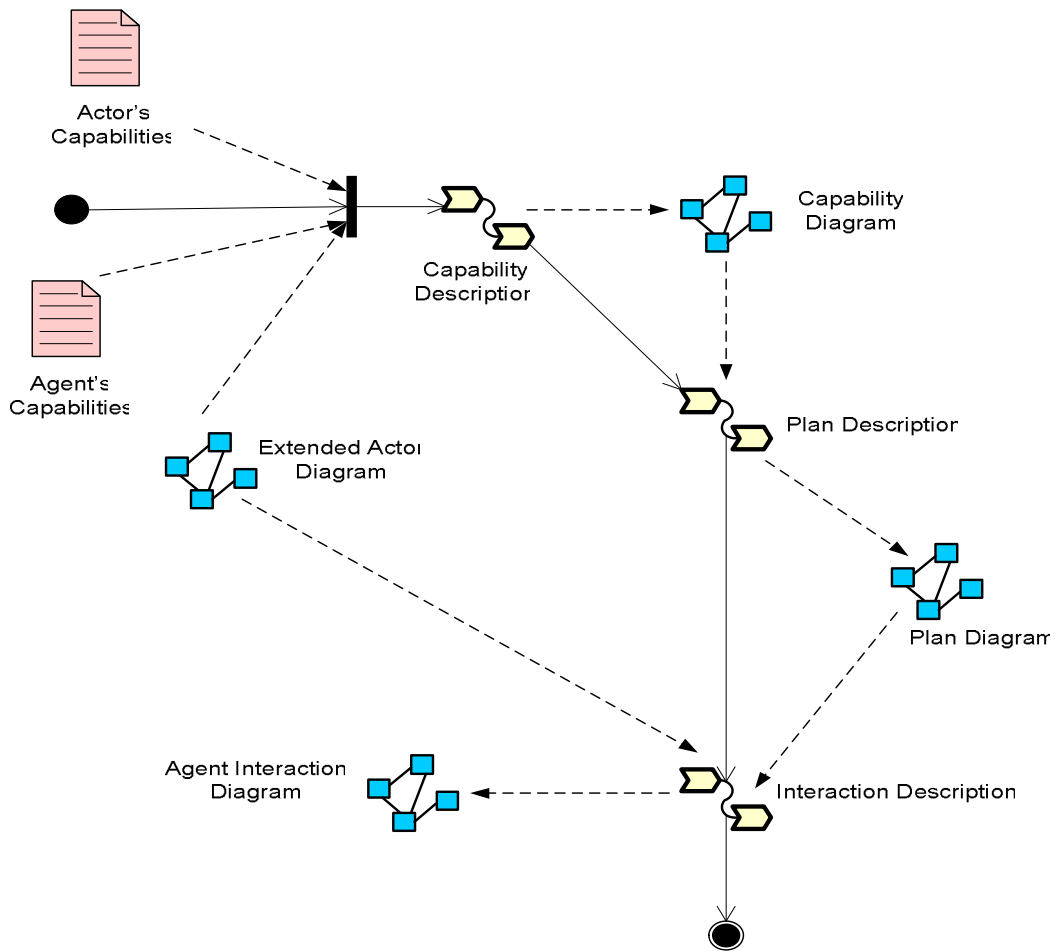 Actor's
Capabilities
Capability
Diagram
Capability
Description
Agent's
Capabilities
Plan Description
Extended Actor
Diagram
Plan Diagram
Agent Interaction
Diagram
Interaction Description